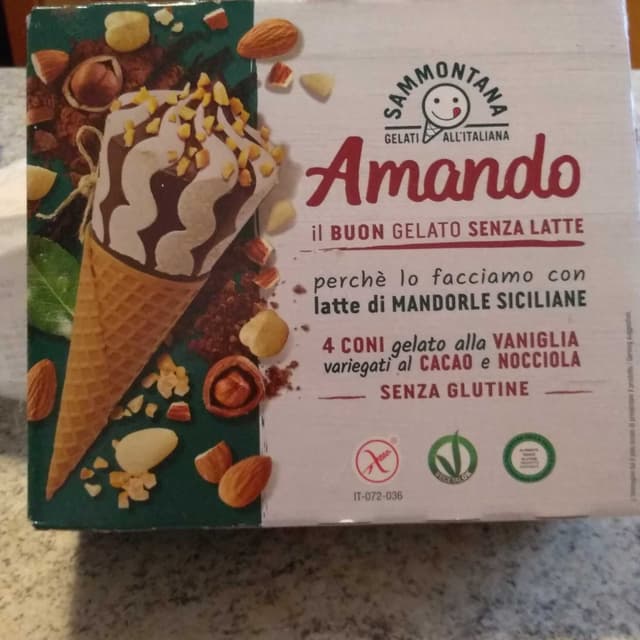 SAMMONTANA
GELATI ALL'ITALIANA
Amando
il BUON GELATO SENZA LATTE
perchè lo facciamo con
latte di MANDORLE SICILIANE
4 CONI gelato alla VANIGLIA
variegati al CACAO e NOCCIOLA
SENZA GLUTINE
IT-072-036